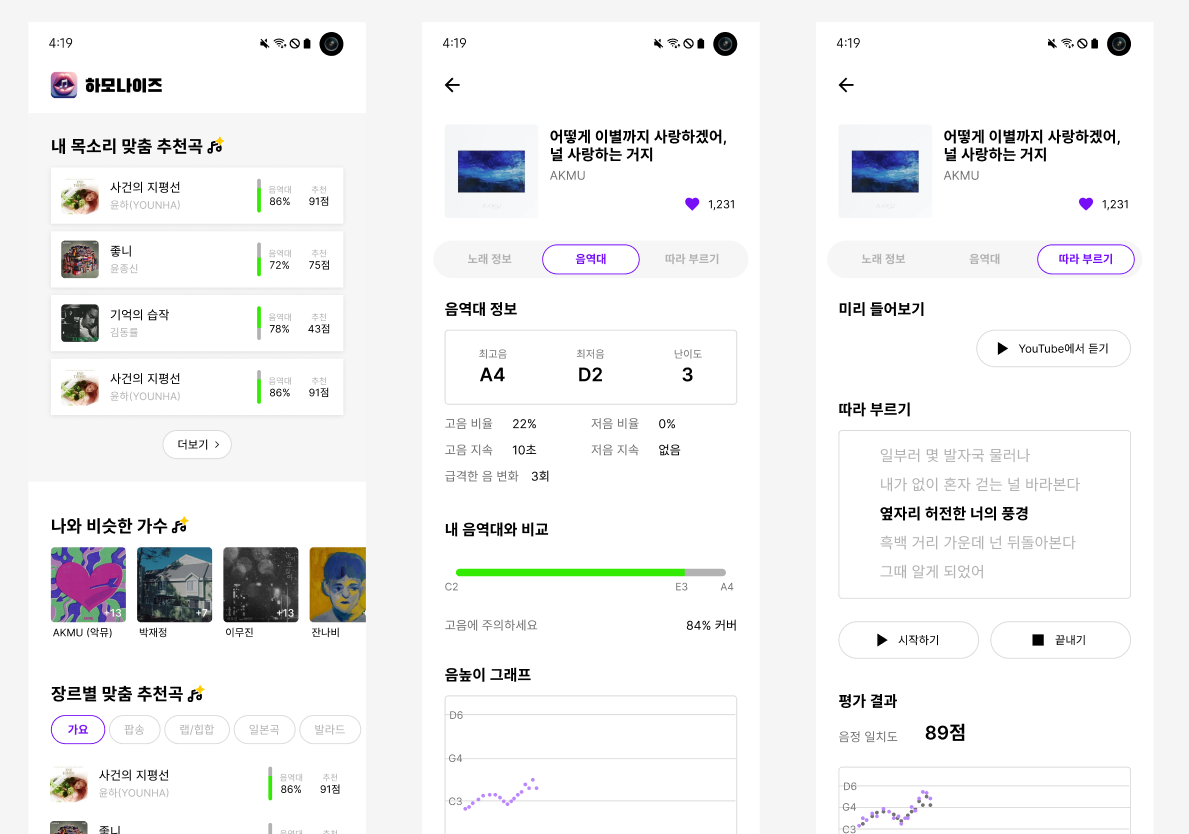 4:19
하모나이즈
내 목소리 맞춤 추천곡
사건의 지평선
윤하(YOUNHA)
음역대
86%
추천
91점
좋니
윤종신
음역대
72%
추천
75점
기억의 습작
김동률
음역대
78%
추천
43점
사건의 지평선
윤하(YOUNHA)
음역대
86%
추천
91점
더보기
나와 비슷한 가수
+13
+7
+13
+
AKMU (악뮤)
박재정
이무진
잔나비
장르별 맞춤 추천곡
가요
팝송
랩/힙합
일본곡
발라드
사건의 지평선
윤하(YOUNHA)
음역대
86%
추천
91점
좋니
음역대
추천
4:19
어떻게 이별까지 사랑하겠어,
널 사랑하는 거지
AKMU
1,231
노래 정보
음역대
따라 부르기
음역대 정보
최고음
A4
최저음
D2
난이도
3
고음 비율 22%
저음 비율 0%
고음 지속 10초
저음 지속 없음
급격한 음 변화 3회
내 음역대와 비교
C2
E3
A4
고음에 주의하세요
84% 커버
음높이 그래프
D6
G4
C3
4:19
어떻게 이별까지 사랑하겠어,
널 사랑하는 거지
AKMU
1,231
노래 정보
음역대
따라 부르기
미리 들어보기
YouTube에서 듣기
따라 부르기
일부러 몇 발자국 물러나
내가 없이 혼자 걷는 널 바라본다
옆자리 허전한 너의 풍경
흑백 거리 가운데 넌 뒤돌아본다
그때 알게 되었어
시작하기
끝내기
평가 결과
음정 일치도 89점
D6
G4
C3